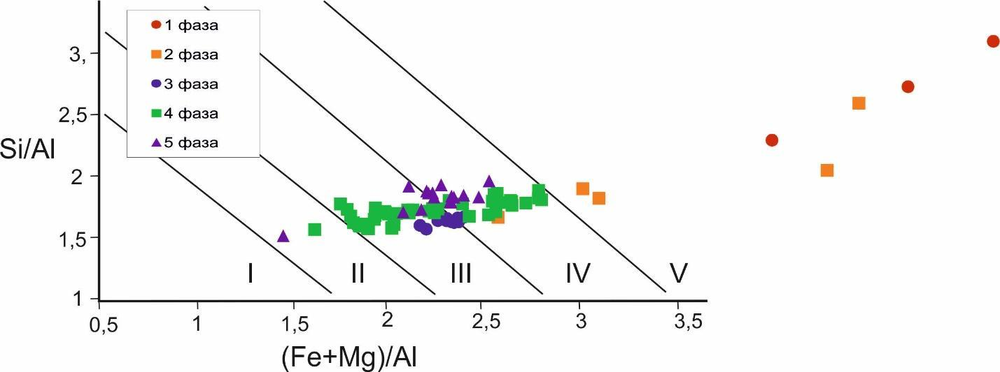 1 фаза
2 фаза
3 фаза
4 фаза
5 фаза
3,
2,5
2
1,5
1
Si/Al
I
II
III
IV
V
0,5
1
1,5
2
2,5
3
3,5
(Fe+Mg)/Al